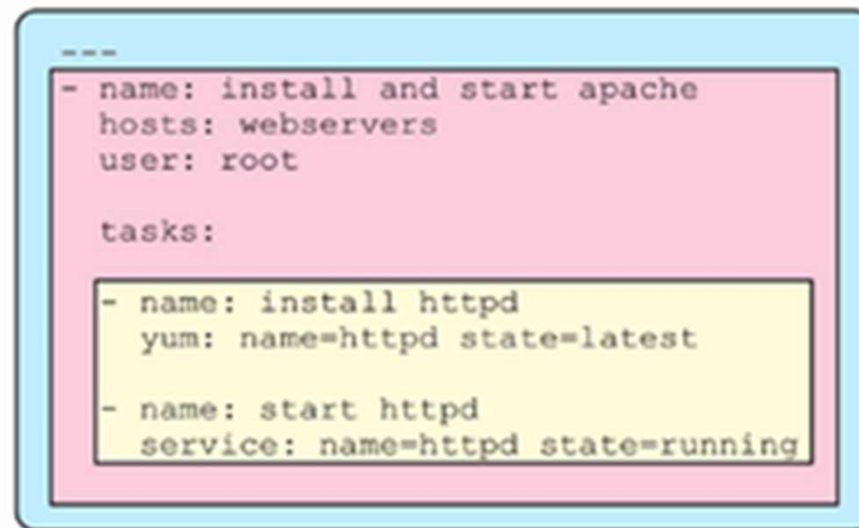 ---
- name: install and start apache
  hosts: webservers
  user: root
  tasks:
  - name: install httpd
    yum: name=httpd state=latest
  - name: start httpd
    service: name=httpd state=running